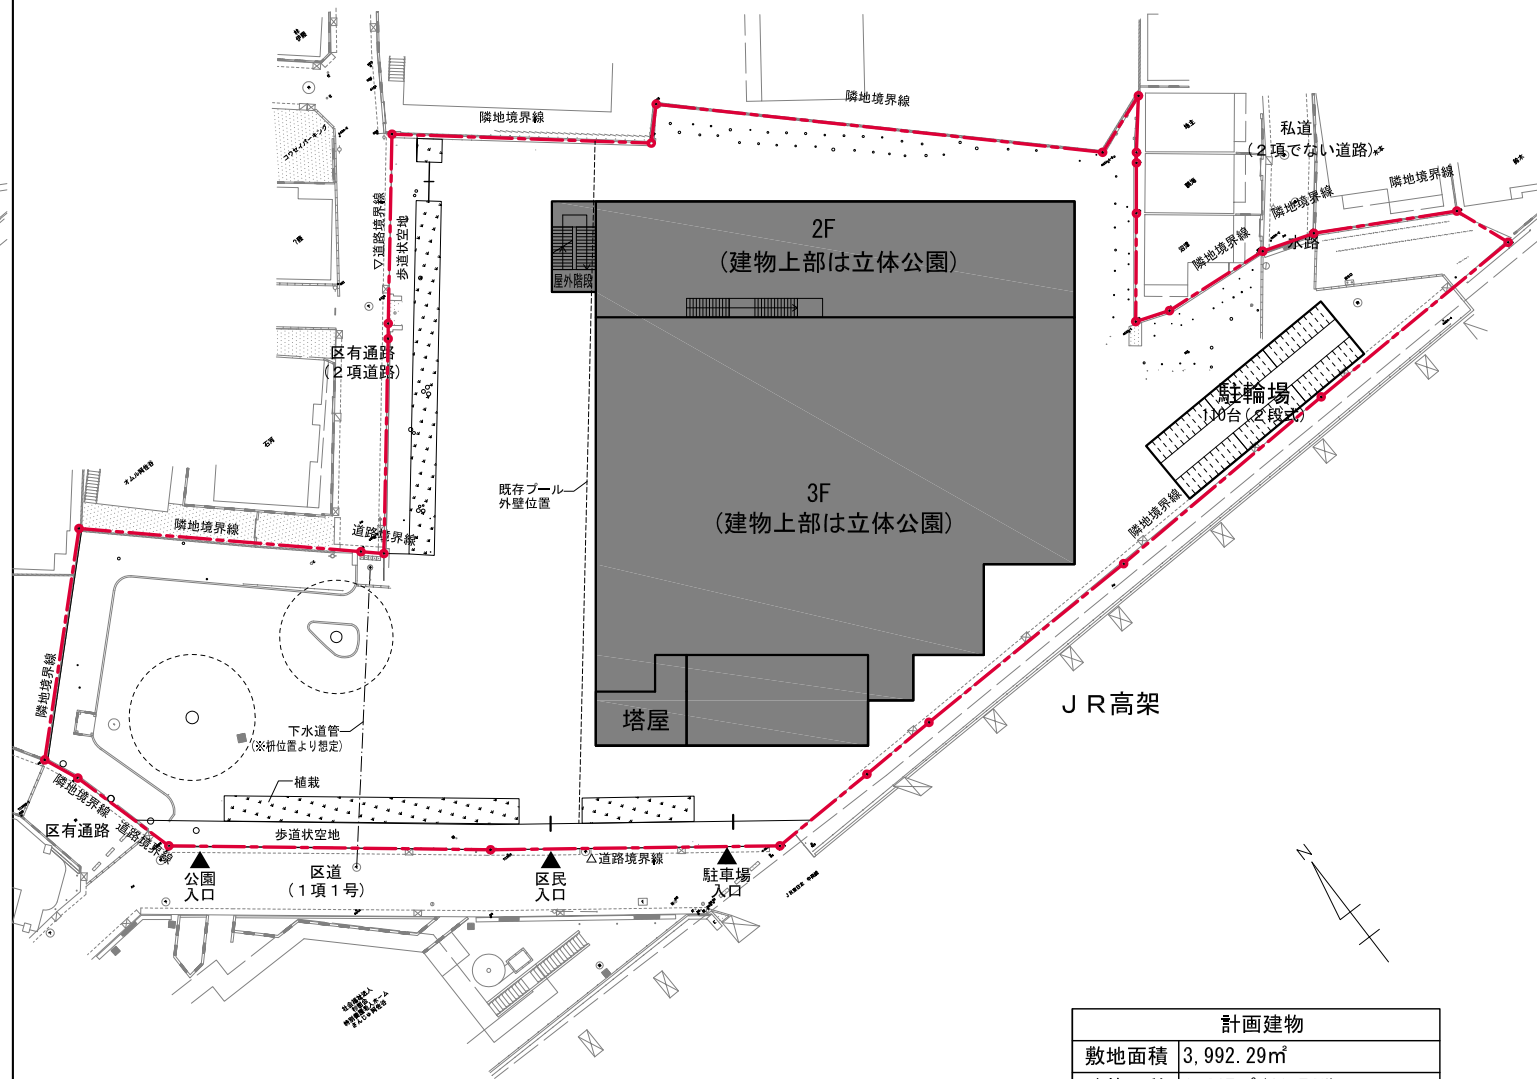 隣地境界線
隣地境界線
コウセイパーキング
私道
(２項でない道路)
隣地境界線
隣地境界線
隣地境界線
水路
▽道路境界線
歩道状空地
2F
(建物上部は立体公園)
屋外階段
区有通路
(２項道路)
駐輪場
110台(２段式)
既存プール
外壁位置
3F
(建物上部は立体公園)
隣地境界線
道路境界線
隣地境界線
隣地境界線
ＪＲ高架
塔屋
下水道管
(※枡位置より想定)
植栽
隣地境界線
区有通路
道路境界線
歩道状空地
△道路境界線
公園
入口
区道
(１項１号)
区民
入口
駐車場
入口
N
計画建物
敷地面積 3,992.29㎡